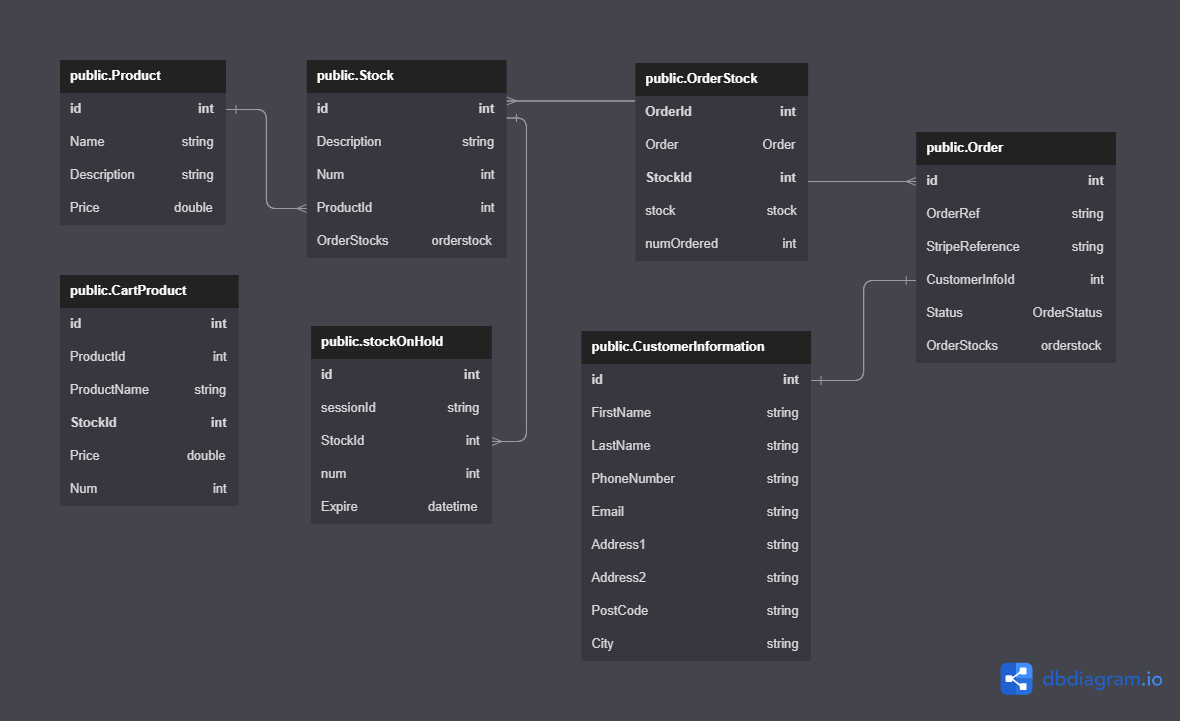 public.Product
id int
Name string
Description string
Price double
public.Stock
id int
Description string
Num int
ProductId int
OrderStocks orderstock
public.OrderStock
OrderId int
Order Order
StockId int
stock stock
numOrdered int
public.Order
id int
OrderRef string
StripeReference string
CustomerInfoId int
Status OrderStatus
OrderStocks orderstock
public.CartProduct
id int
ProductId int
ProductName string
StockId int
Price double
Num int
public.stockOnHold
id int
sessionId string
StockId int
num int
Expire datetime
public.CustomerInformation
id int
FirstName string
LastName string
PhoneNumber string
Email string
Address1 string
Address2 string
PostCode string
City string
dbdiagram.io